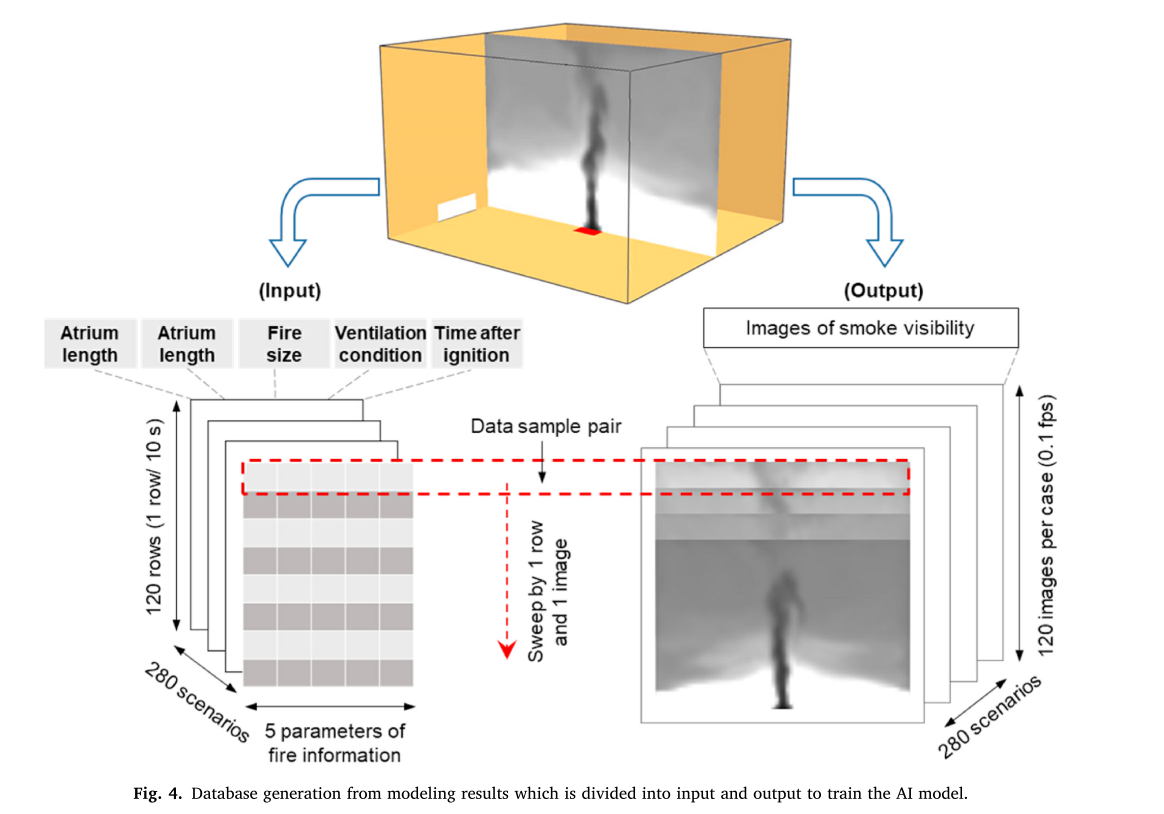 (Input)
(Output)
Atrium length
Atrium length
Fire size
Ventilation condition
Time after ignition
Images of smoke visibility
Data sample pair
120 rows (1 row/ 10 s)
Sweep by 1 row
and 1 image
120 images per case (0.1 fps)
280 scenarios
280 scenarios
5 parameters of
fire information
Fig. 4. Database generation from modeling results which is divided into input and output to train the AI model.